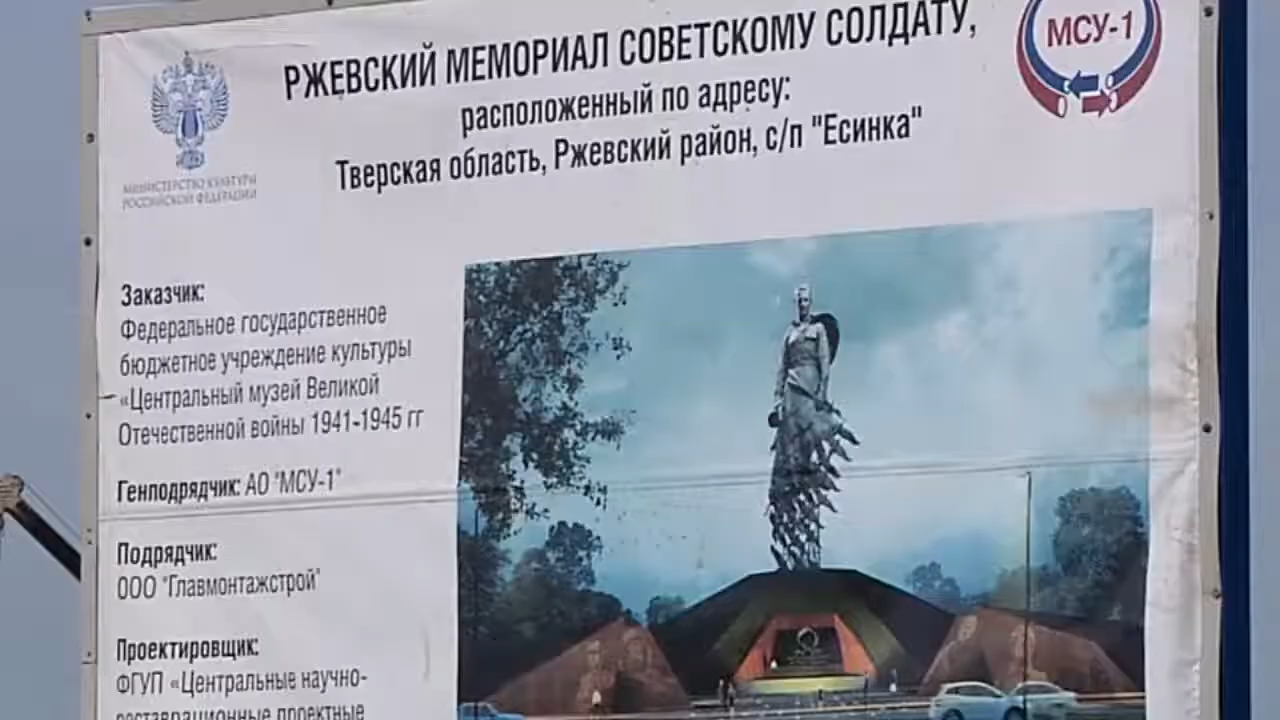 РЖЕВСКИЙ МЕМОРИАЛ СОВЕТСКОМУ СОЛДАТУ,
расположенный по адресу:
Тверская область, Ржевский район, с/п "Есинка"
МСУ-1
МИНИСТЕРСТВО КУЛЬТУРЫ
РОССИЙСКОЙ ФЕДЕРАЦИИ
Заказчик:
Федеральное государственное
бюджетное учреждение культуры
«Центральный музей Великой
Отечественной войны 1941-1945 гг
Генподрядчик: АО "МСУ-1"
Подрядчик:
ООО "Главмонтажстрой"
Проектировщик:
ФГУП «Центральные научно-
реставрационные проектные